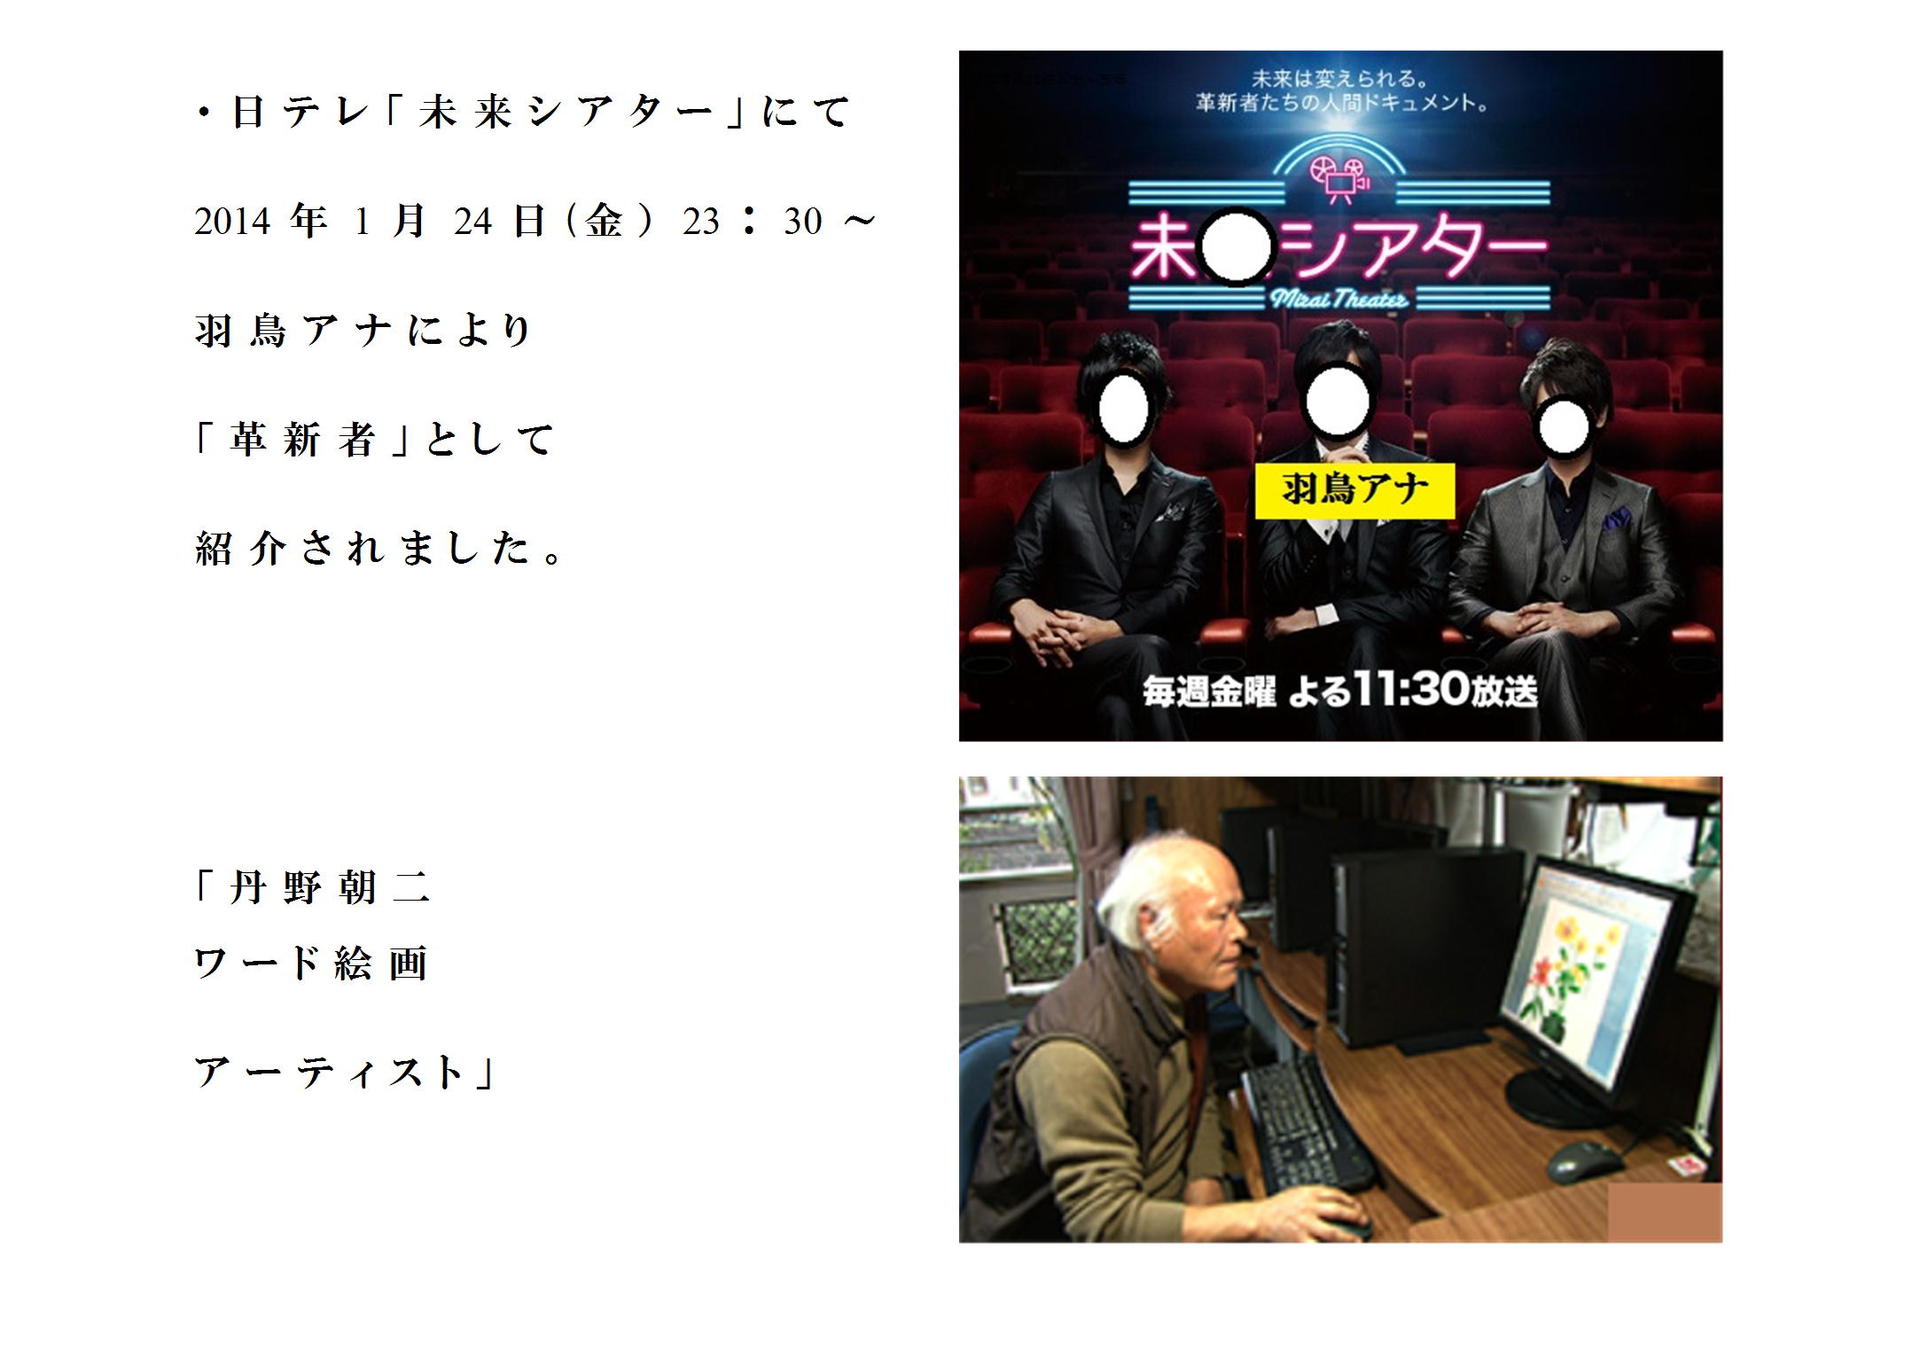 ・日テレ「未来シアター」にて
2014年1月24日(金)23：30～
羽鳥アナにより
「革新者」として
紹介されました。
「丹野朝二
ワード絵画
アーティスト」
未来は変えられる。
革新者たちの人間ドキュメント。
未シアター
Mirai Theater
羽鳥アナ
毎週金曜 よる11:30放送